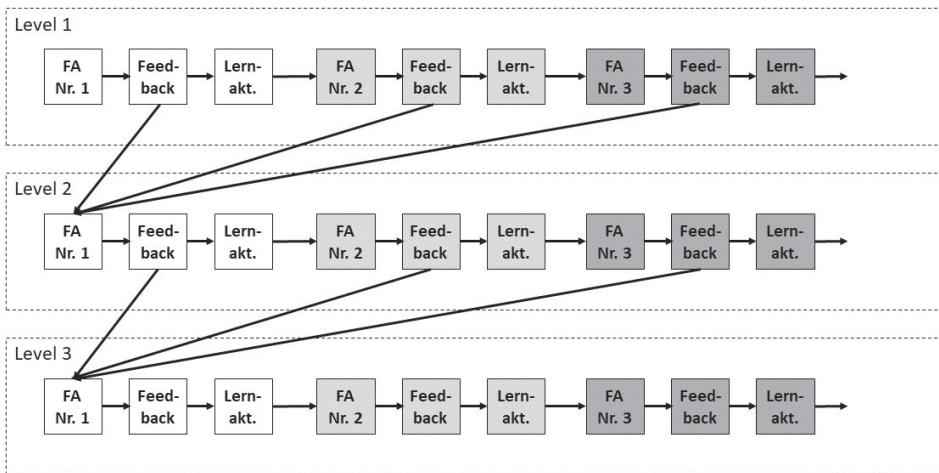 Level 1
FA
Nr. 1
Feed-
back
Lern-
akt.
FA
Nr. 2
Feed-
back
Lern-
akt.
FA
Nr. 3
Feed-
back
Lern-
akt.
Level 2
FA
Nr. 1
Feed-
back
Lern-
akt.
FA
Nr. 2
Feed-
back
Lern-
akt.
FA
Nr. 3
Feed-
back
Lern-
akt.
Level 3
FA
Nr. 1
Feed-
back
Lern-
akt.
FA
Nr. 2
Feed-
back
Lern-
akt.
FA
Nr. 3
Feed-
back
Lern-
akt.